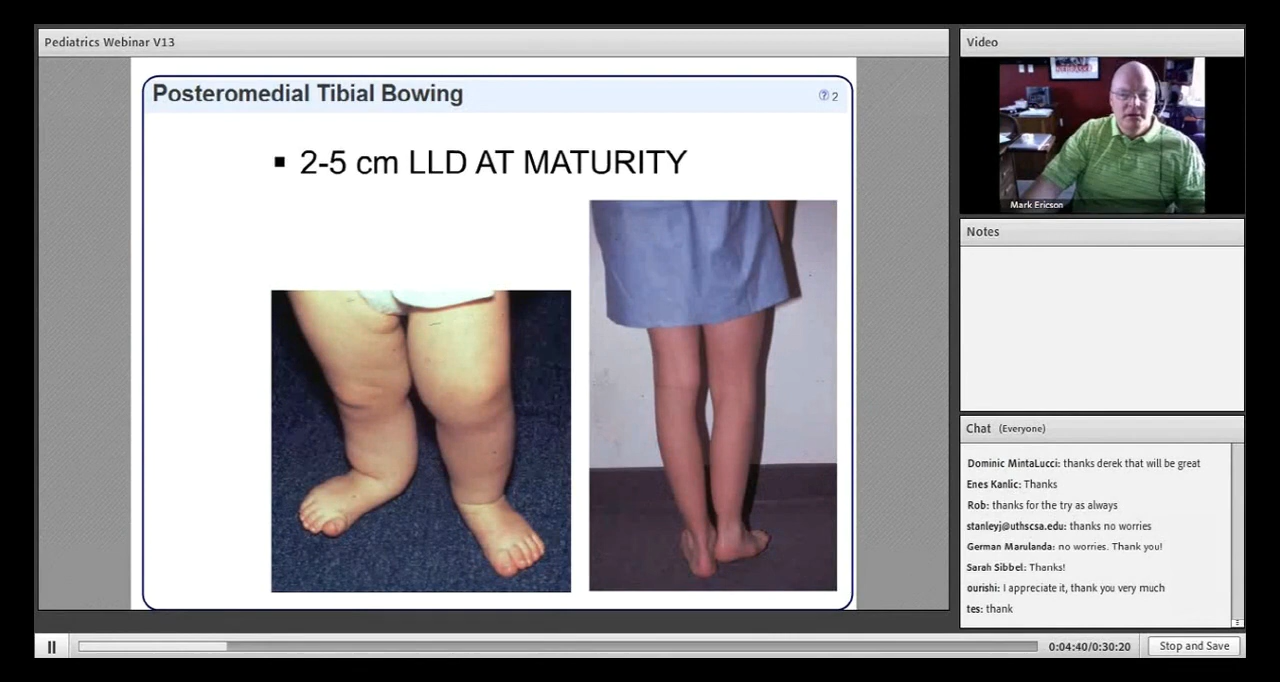 Pediatrics Webinar V13
Posteromedial Tibial Bowing
2
▪ 2-5 cm LLD AT MATURITY
Video
Mark Ericson
Notes
Chat (Everyone)
Dominic MintaLucci: thanks derek that will be great
Enes Kanlic: Thanks
Rob: thanks for the try as always
stanleyj@uthscsa.edu: thanks no worries
German Marulanda: no worries. Thank you!
Sarah Sibbel: Thanks!
ourishi: I appreciate it, thank you very much
tes: thank
0:04:40/0:30:20
Stop and Save